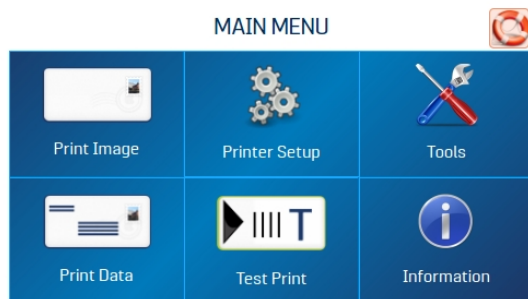 MAIN MENU
Print Image
Printer Setup
Tools
T
Print Data
Test Print
Information